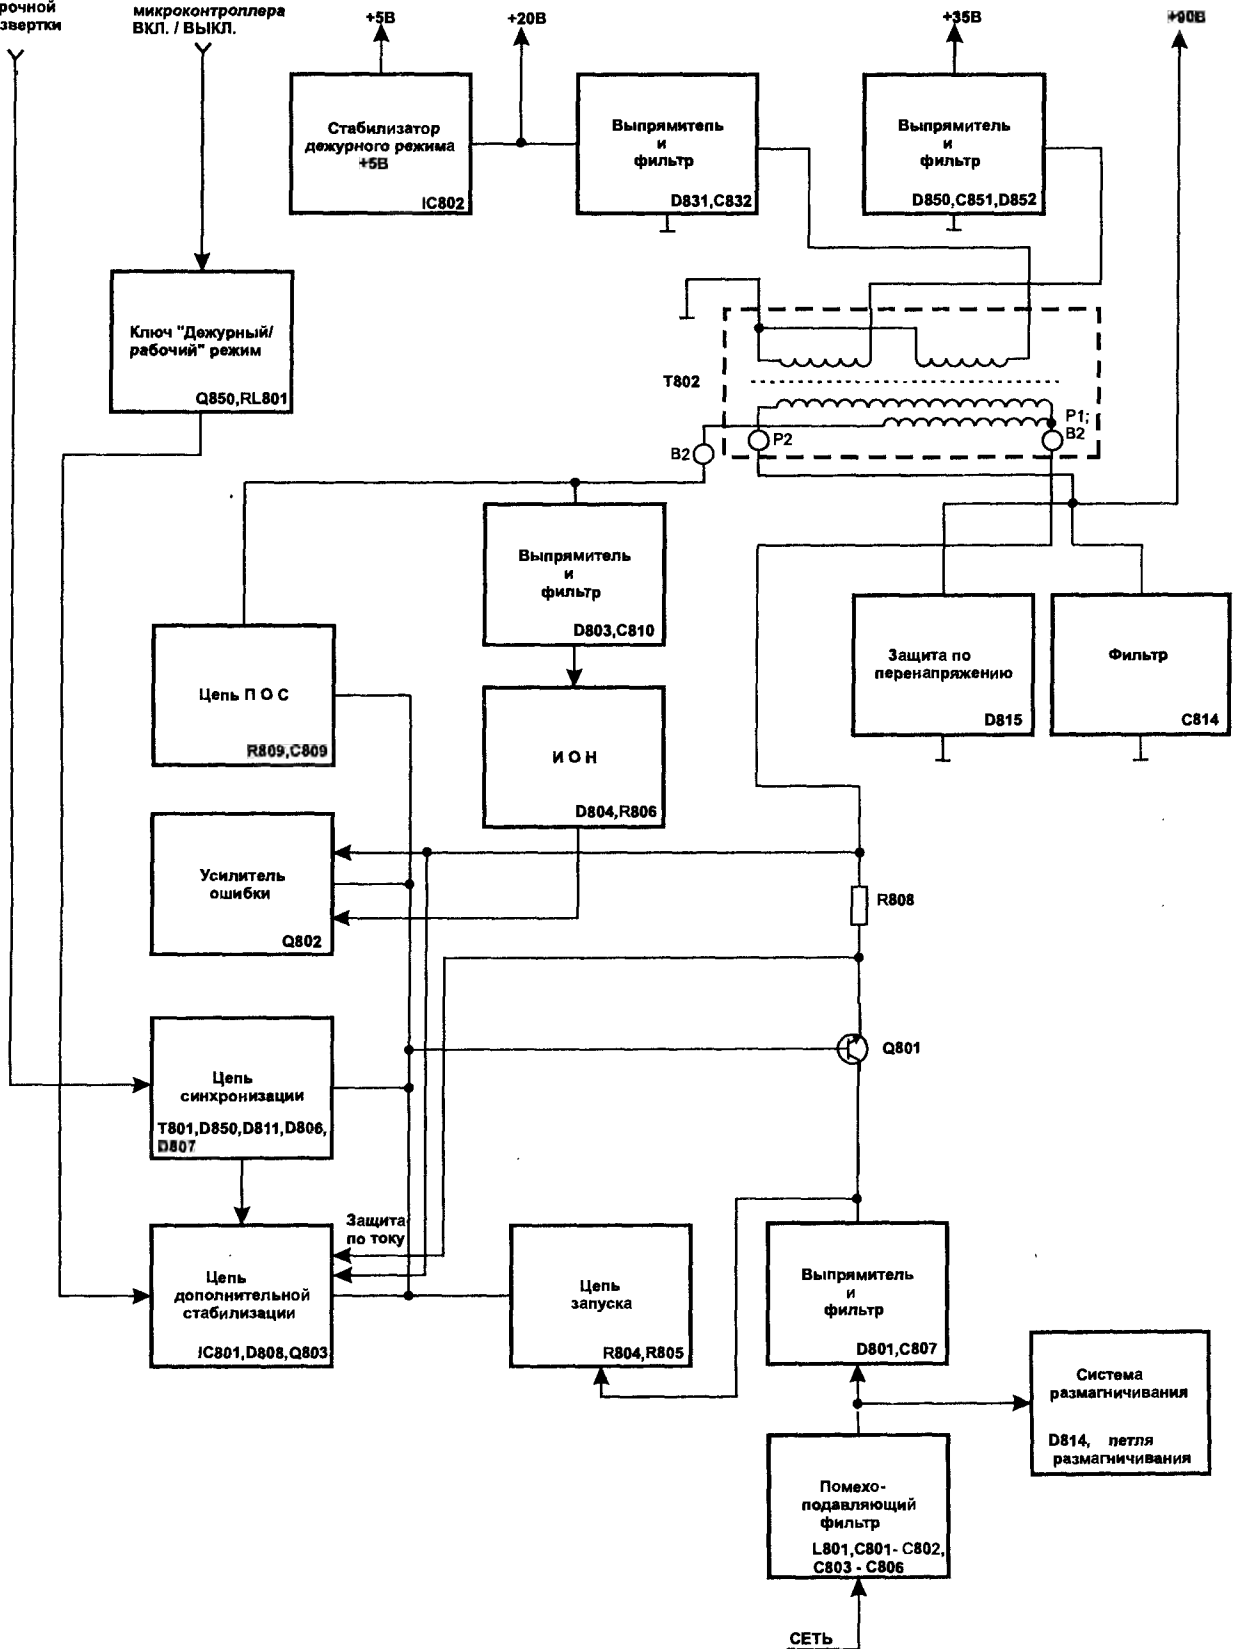 рочной
звертки
микроконтроллера
ВКЛ. / ВЫКЛ.
+5В
+20В
+35В
+90В
Стабилизатор
дежурного режима
+5В
IC802
Выпрямитель
и
фильтр
D831,C832
Выпрямитель
и
фильтр
D850,C851,D852
Ключ "Дежурный/
рабочий" режим
Q850,RL801
T802
P1;
B2
P2
B2
Выпрямитель
и
фильтр
D803,C810
Цепь П О С
R809,C809
И О Н
D804,R806
Защита по
перенапряжению
D815
Фильтр
C814
Усилитель
ошибки
Q802
R808
Q801
Цепь
синхронизации
T801,D850,D811,D806,
D807
Защита
по току
Цепь
дополнительной
стабилизации
IC801,D808,Q803
Цепь
запуска
R804,R805
Выпрямитель
и
фильтр
D801,C807
Система
размагничивания
D814, петля
размагничивания
Помехо-
подавляющий
фильтр
L801,C801- C802,
C803 - C806
СЕТЬ